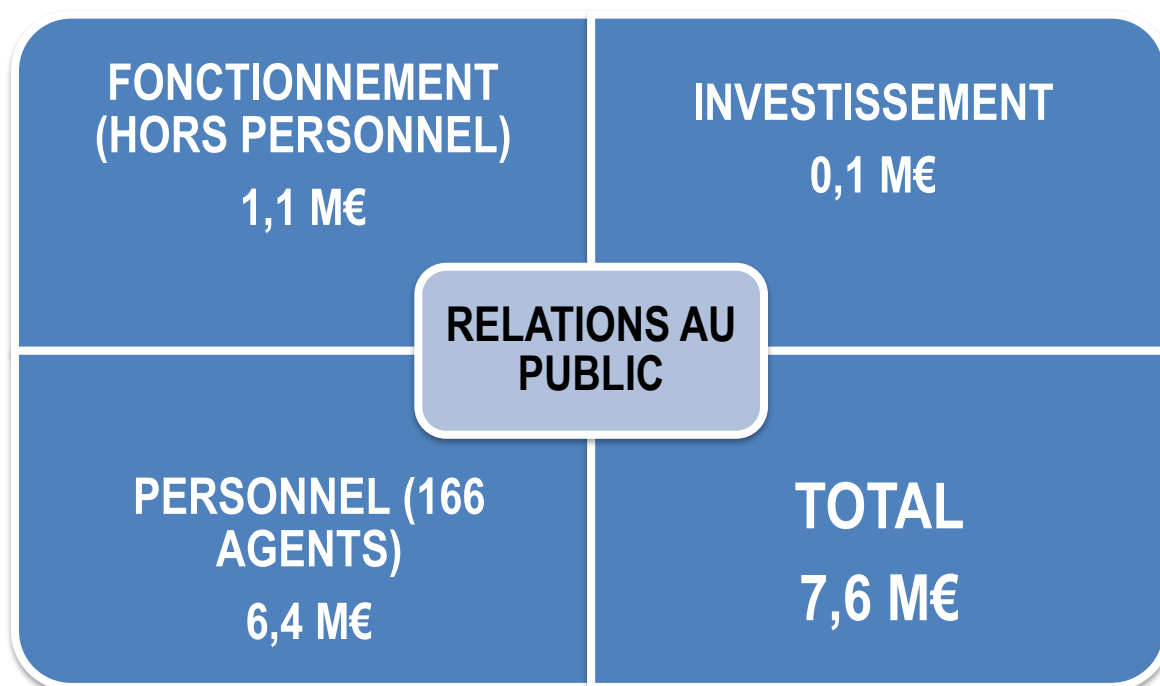 FONCTIONNEMENT
(HORS PERSONNEL)
1,1 M€
INVESTISSEMENT
0,1 M€
RELATIONS AU
PUBLIC
PERSONNEL (166
AGENTS)
6,4 M€
TOTAL
7,6 M€